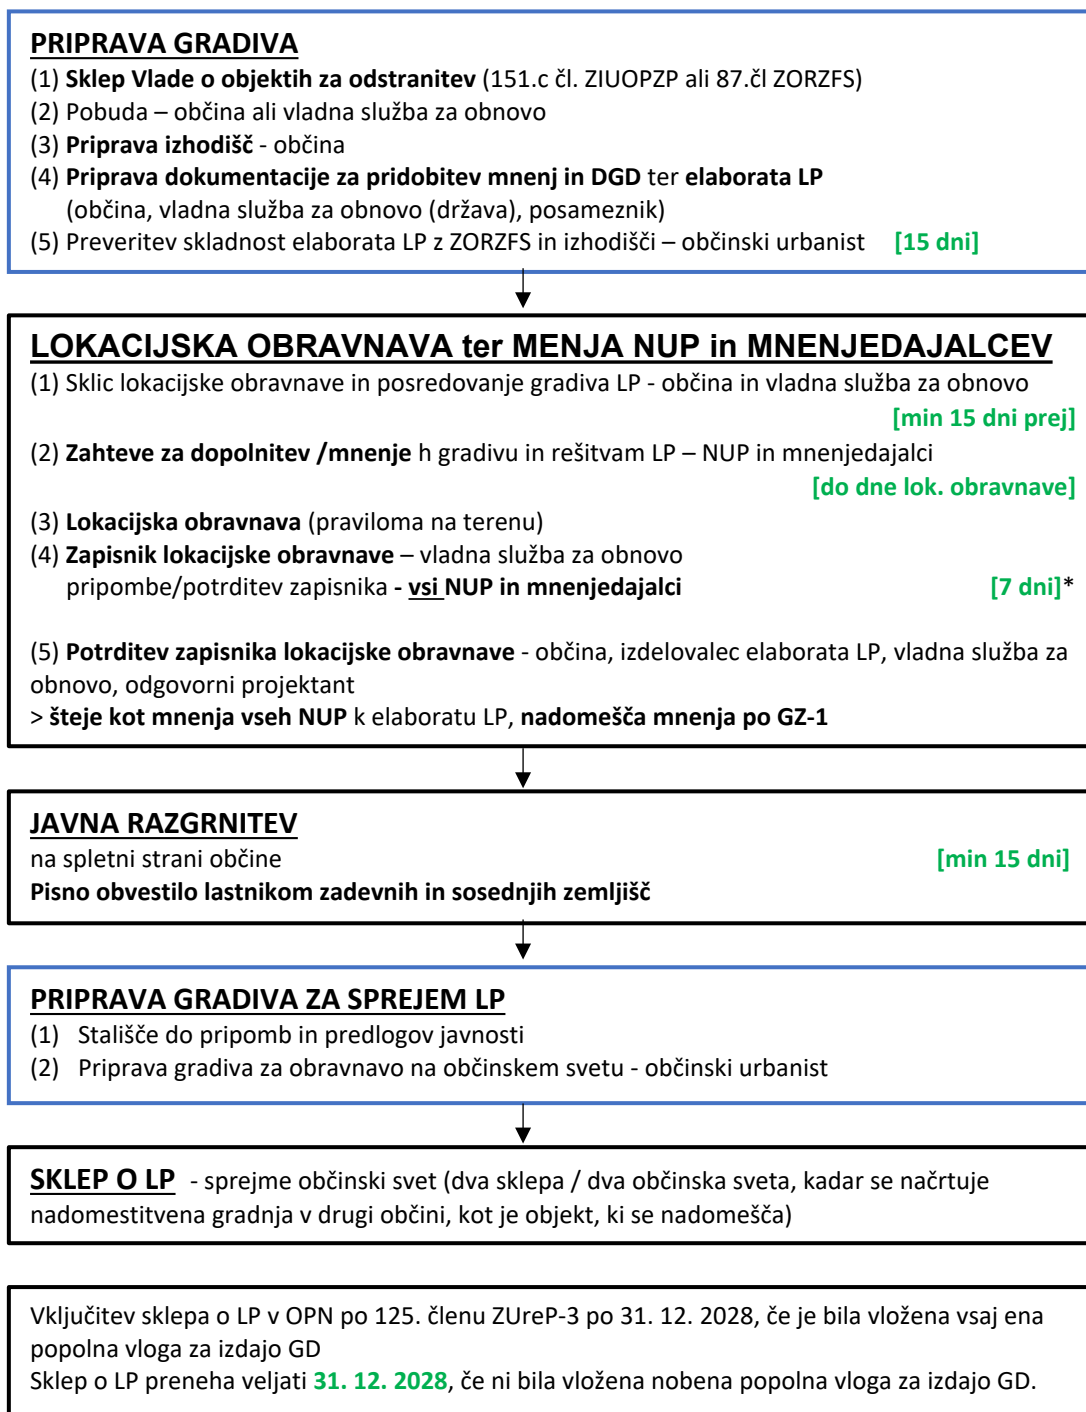 PRIPRAVA GRADIVA
(1) Sklep Vlade o objektih za odstranitev (151.c čl. ZIUOPZP ali 87.čl ZORZFS)
(2) Pobuda – občina ali vladna služba za obnovo
(3) Priprava izhodišč - občina
(4) Priprava dokumentacije za pridobitev mnenj in DGD ter elaborata LP
(občina, vladna služba za obnovo (država), posameznik)
(5) Preveritev skladnost elaborata LP z ZORZFS in izhodišči – občinski urbanist [15 dni]
LOKACIJSKA OBRAVNAVA ter MENJA NUP in MNENJEDAJALCEV
(1) Sklic lokacijske obravnave in posredovanje gradiva LP - občina in vladna služba za obnovo
[min 15 dni prej]
(2) Zahteve za dopolnitev /mnenje h gradivu in rešitvam LP – NUP in mnenjedajalci
[do dne lok. obravnave]
(3) Lokacijska obravnava (praviloma na terenu)
(4) Zapisnik lokacijske obravnave – vladna služba za obnovo
pripombe/potrditev zapisnika - vsi NUP in mnenjedajalci [7 dni]*
(5) Potrditev zapisnika lokacijske obravnave - občina, izdelovalec elaborata LP, vladna služba za
obnovo, odgovorni projektant
> šteje kot mnenja vseh NUP k elaboratu LP, nadomešča mnenja po GZ-1
JAVNA RAZGRNITEV
na spletni strani občine [min 15 dni]
Pisno obvestilo lastnikom zadevnih in sosednjih zemljišč
PRIPRAVA GRADIVA ZA SPREJEM LP
(1) Stališče do pripomb in predlogov javnosti
(2) Priprava gradiva za obravnavo na občinskem svetu - občinski urbanist
SKLEP O LP - sprejme občinski svet (dva sklepa / dva občinska sveta, kadar se načrtuje
nadomestitvena gradnja v drugi občini, kot je objekt, ki se nadomešča)
Vključitev sklepa o LP v OPN po 125. členu ZUreP-3 po 31. 12. 2028, če je bila vložena vsaj ena
popolna vloga za izdajo GD
Sklep o LP preneha veljati 31. 12. 2028, če ni bila vložena nobena popolna vloga za izdajo GD.